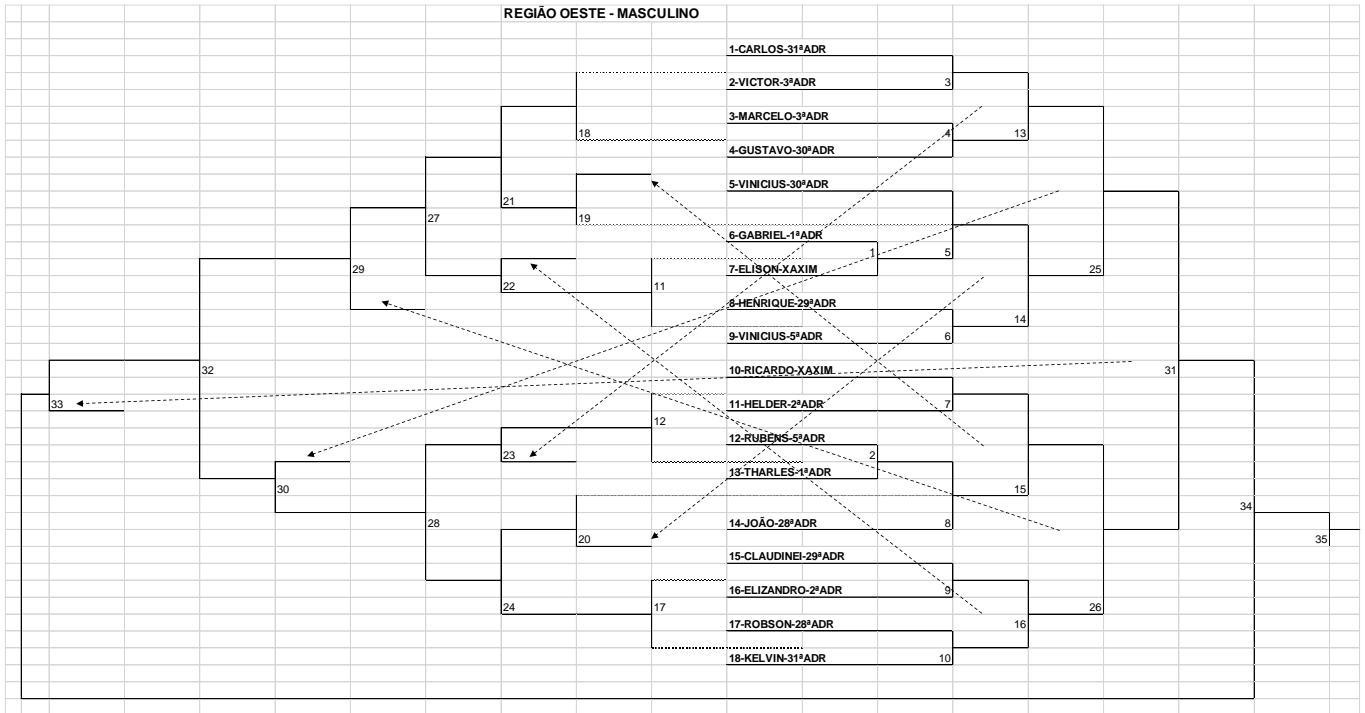 REGIÃO OESTE - MASCULINO
1-CARLOS-31ªADR
2-VICTOR-3ªADR 3
3-MARCELO-3ªADR
18 4 13
4-GUSTAVO-30ªADR
5-VINICIUS-30ªADR
21
27 19
6-GABRIEL-1ªADR
1 5
29 7-ELISON-XAXIM 25
22 11
8-HENRIQUE-29ªADR
14
9-VINICIUS-5ªADR 6
32 10-RICARDO-XAXIM 31
33 11-HELDER-2ªADR 7
12
12-RUBENS-5ªADR
23 2
13-THARLES-1ªADR
30 15
34
28 14-JOÃO-28ªADR 8
20 35
15-CLAUDINEI-29ªADR
16-ELIZANDRO-2ªADR 9
24 17 26
17-ROBSON-28ªADR 16
18-KELVIN-31ªADR 10